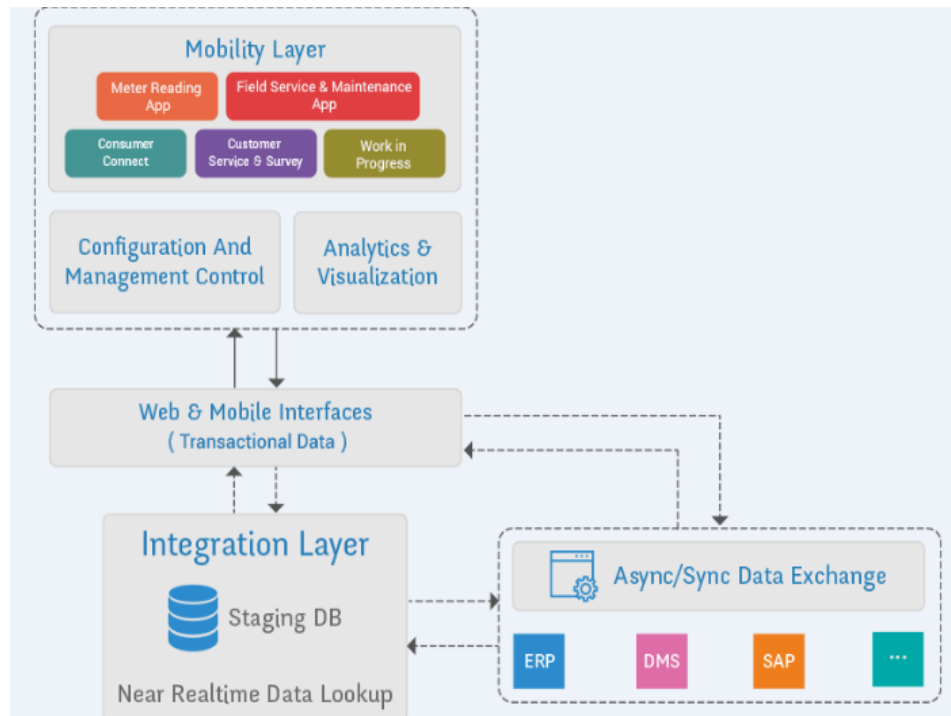 Mobility Layer
Meter Reading
App
Field Service & Maintenance
App
Consumer
Connect
Customer
Service & Survey
Work in
Progress
Configuration And
Management Control
Analytics &
Visualization
Web & Mobile Interfaces
( Transactional Data )
Integration Layer
Staging DB
Near Realtime Data Lookup
Async/Sync Data Exchange
ERP
DMS
SAP
...